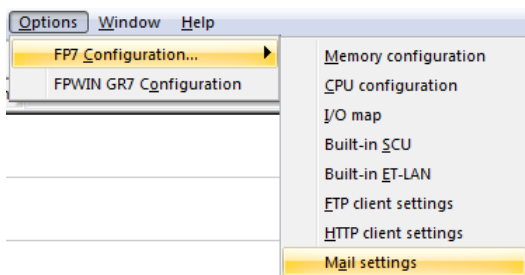 Options Window Help
FP7 Configuration...
FPWIN GR7 Configuration
Memory configuration
CPU configuration
I/O map
Built-in SCU
Built-in ET-LAN
FTP client settings
HTTP client settings
Mail settings